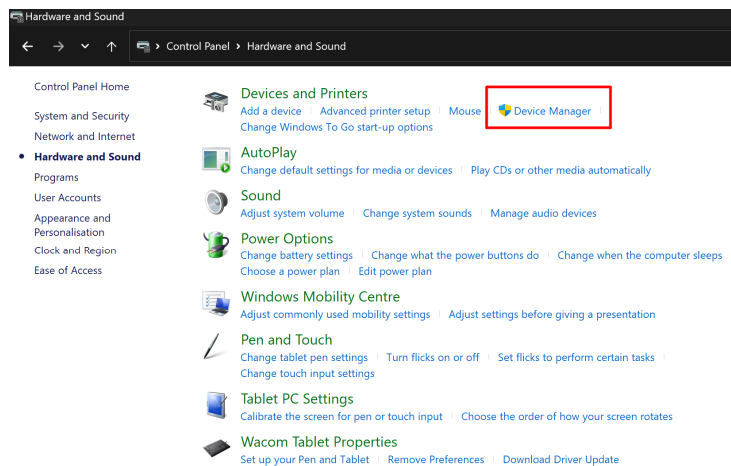 Hardware and Sound
Control Panel > Hardware and Sound
Control Panel Home
System and Security
Network and Internet
Hardware and Sound
Programs
User Accounts
Appearance and
Personalisation
Clock and Region
Ease of Access
Devices and Printers
Add a device Advanced printer setup Mouse Device Manager
Change Windows To Go start-up options
AutoPlay
Change default settings for media or devices Play CDs or other media automatically
Sound
Adjust system volume Change system sounds Manage audio devices
Power Options
Change battery settings Change what the power buttons do Change when the computer sleeps
Choose a power plan Edit power plan
Windows Mobility Centre
Adjust commonly used mobility settings Adjust settings before giving a presentation
Pen and Touch
Change tablet pen settings Turn flicks on or off Set flicks to perform certain tasks
Change touch input settings
Tablet PC Settings
Calibrate the screen for pen or touch input Choose the order of how your screen rotates
Wacom Tablet Properties
Set up your Pen and Tablet Remove Preferences Download Driver Update